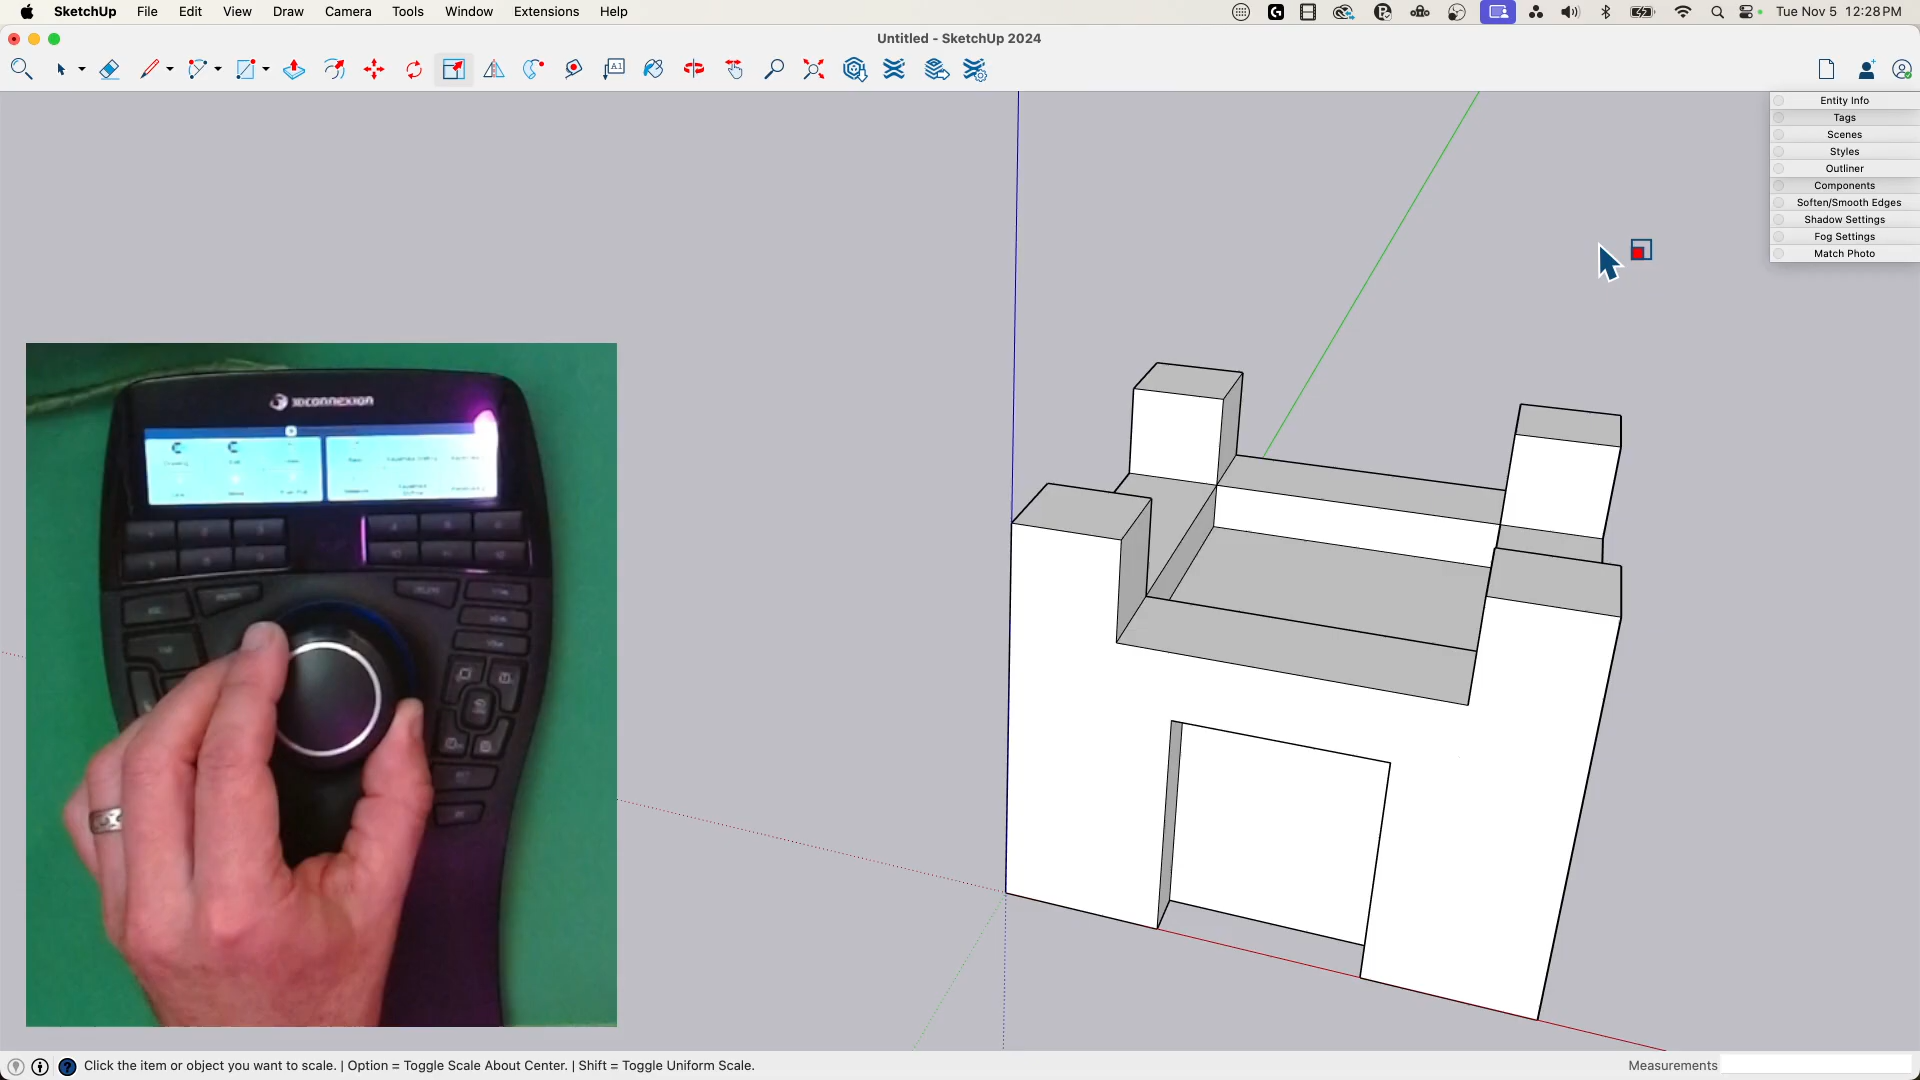 SketchUp File Edit View Draw Camera Tools Window Extensions Help
Tue Nov 5 12:28 PM
Untitled - SketchUp 2024
A1
Entity Info
Tags
Scenes
Styles
Outliner
Components
Soften/Smooth Edges
Shadow Settings
Fog Settings
Match Photo
3DCONNEXION
Click the item or object you want to scale. | Option = Toggle Scale About Center. | Shift = Toggle Uniform Scale.
Measurements